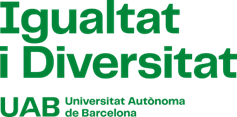 Igualtat
i Diversitat
UAB Universitat Autònoma
de Barcelona